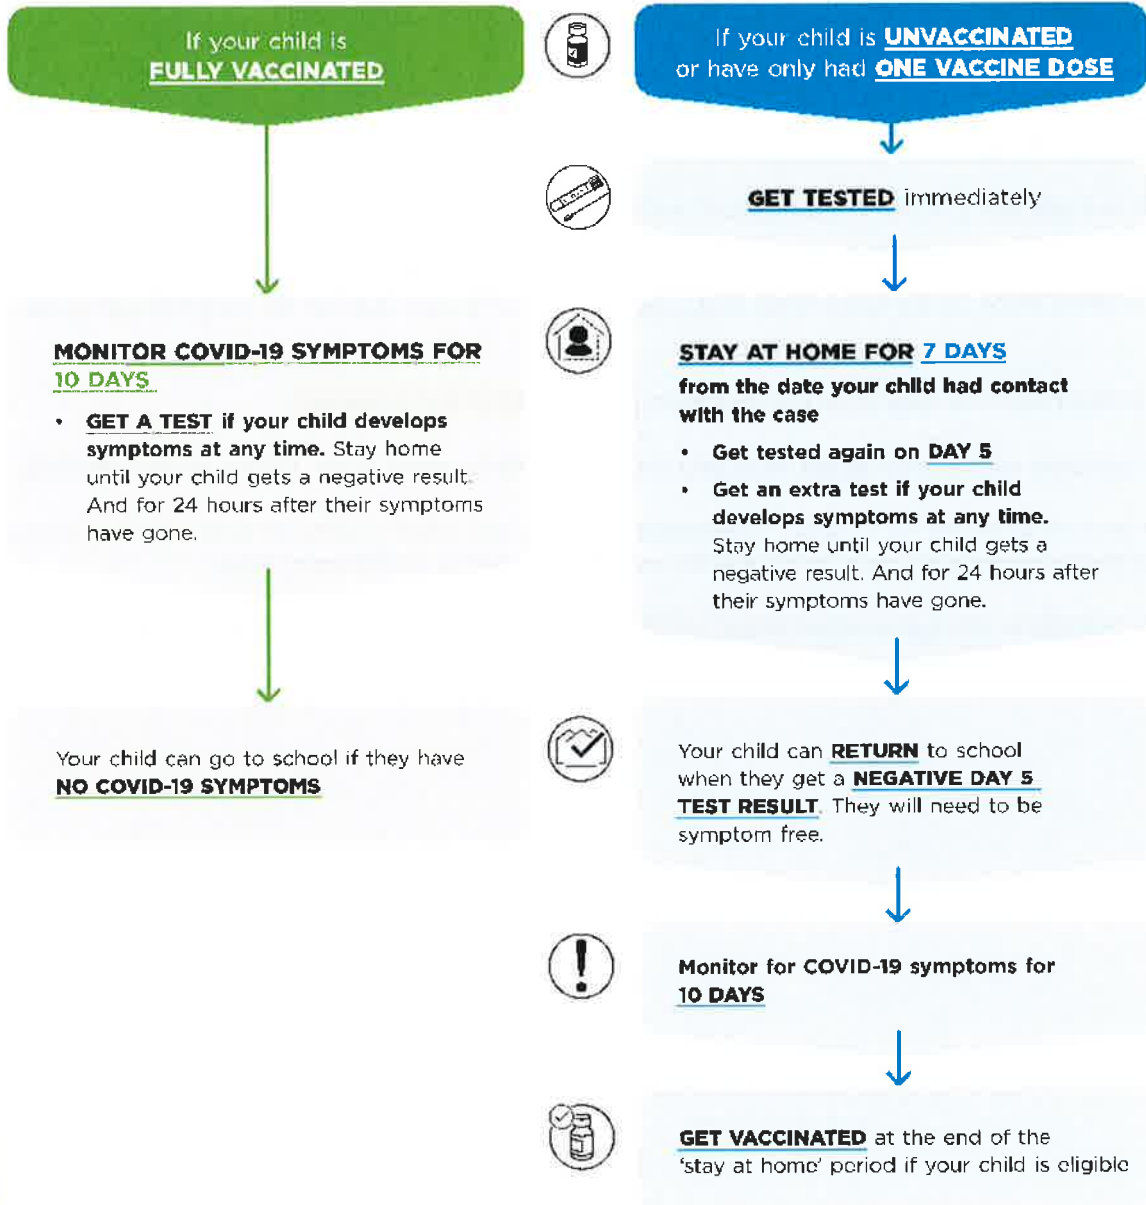 If your child is
FULLY VACCINATED
MONITOR COVID-19 SYMPTOMS FOR
10 DAYS
• GET A TEST if your child develops
symptoms at any time. Stay home
until your child gets a negative result.
And for 24 hours after their symptoms
have gone.
Your child can go to school if they have
NO COVID-19 SYMPTOMS
If your child is UNVACCINATED
or have only had ONE VACCINE DOSE
GET TESTED immediately
STAY AT HOME FOR 7 DAYS
from the date your child had contact
with the case
• Get tested again on DAY 5
• Get an extra test if your child
develops symptoms at any time.
Stay home until your child gets a
negative result. And for 24 hours after
their symptoms have gone.
Your child can RETURN to school
when they get a NEGATIVE DAY 5
TEST RESULT. They will need to be
symptom free.
Monitor for COVID-19 symptoms for
10 DAYS
GET VACCINATED at the end of the
'stay at home' period if your child is eligible